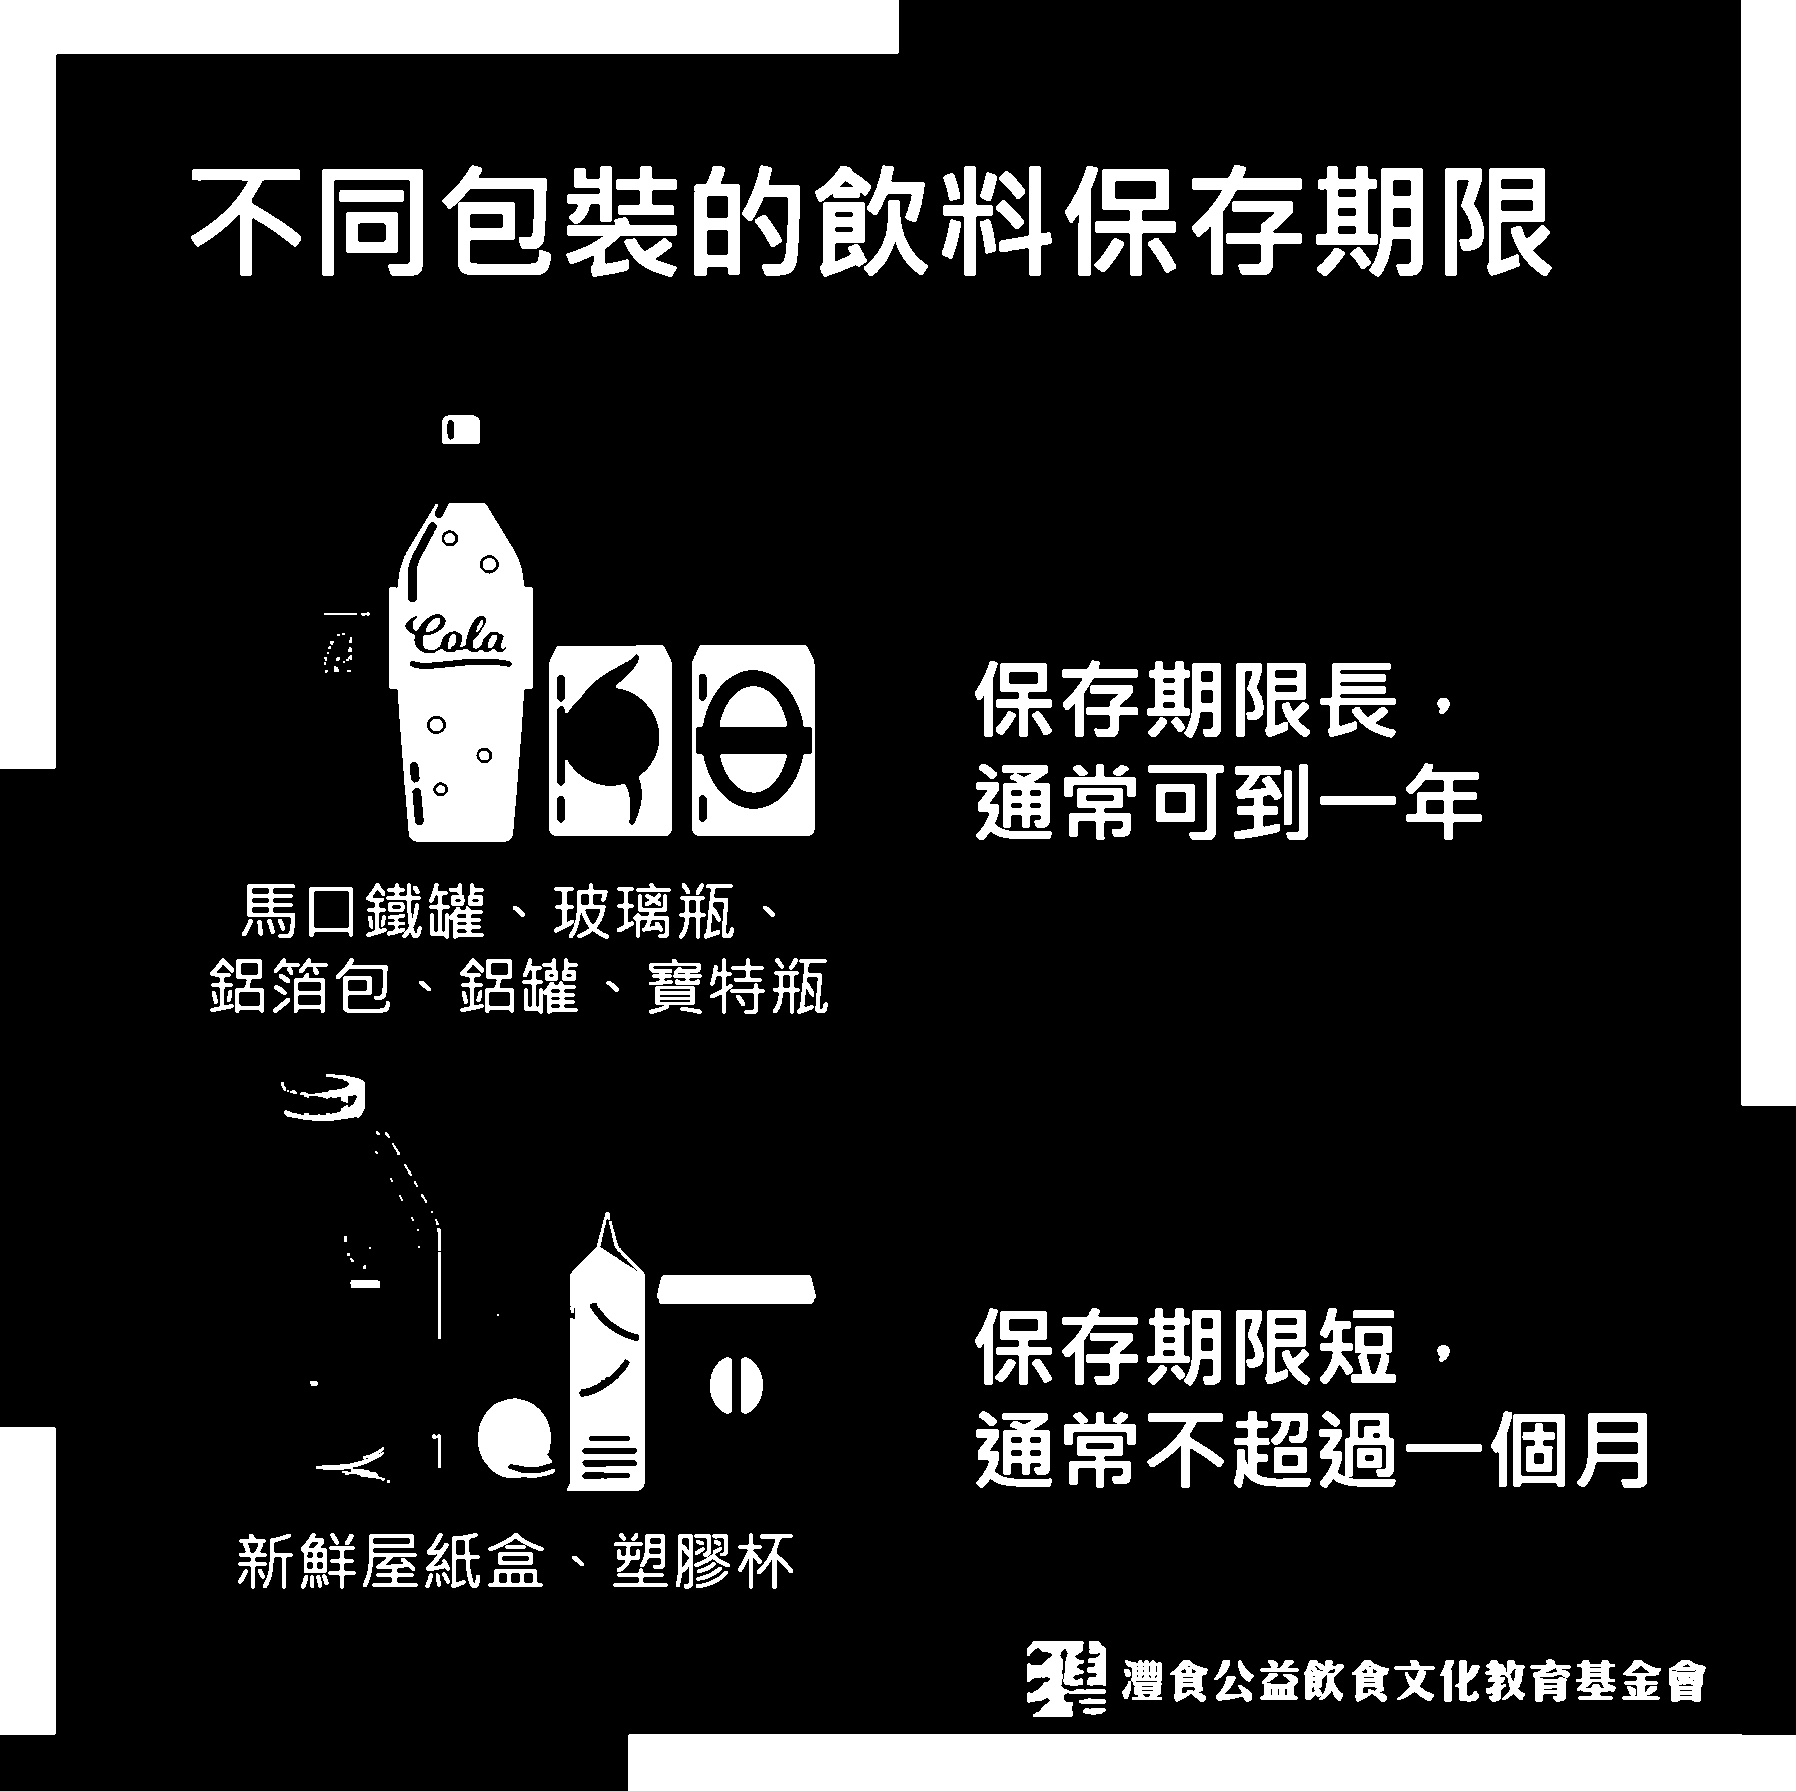 不同包裝的飲料保存期限
Cola
保存期限長，
通常可到一年
馬口鐵罐、玻璃瓶、
鋁箔包、鋁罐、寶特瓶
保存期限短，
通常不超過一個月
新鮮屋紙盒、塑膠杯
灃食公益飲食文化教育基金會